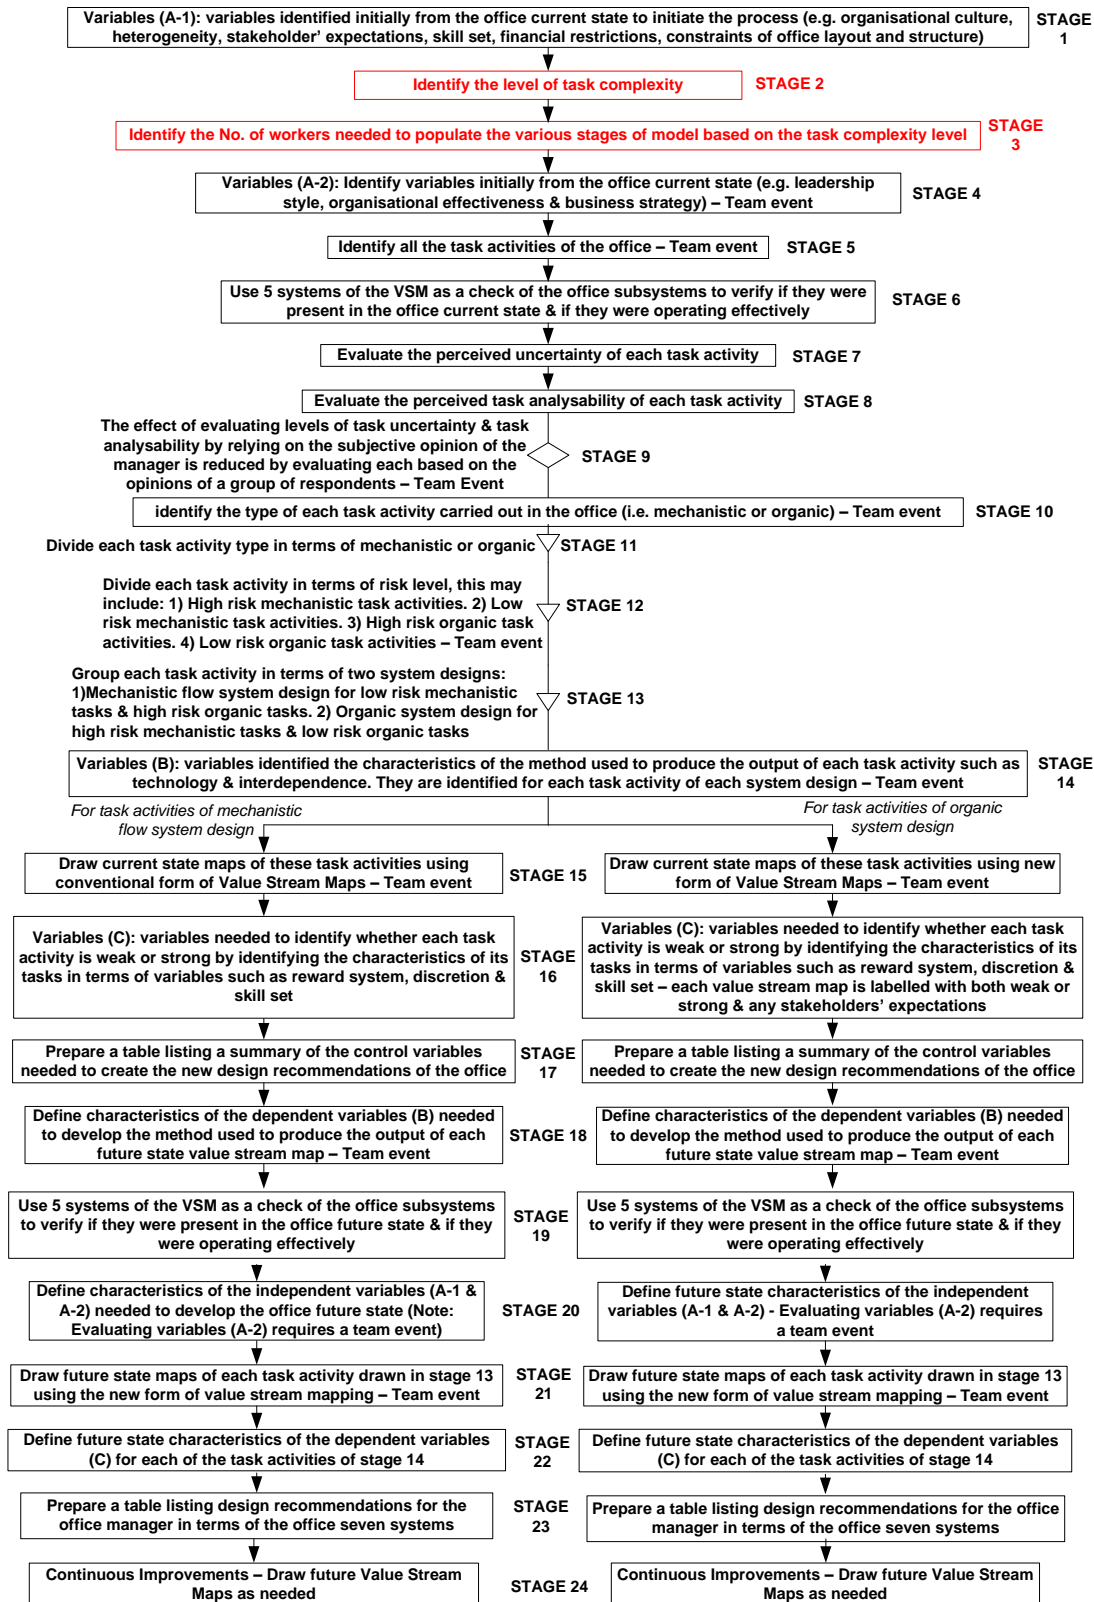 Variables (A-1): variables identified initially from the office current state to initiate the process (e.g. organisational culture,
heterogeneity, stakeholder’ expectations, skill set, financial restrictions, constraints of office layout and structure)
STAGE
1
Identify the level of task complexity
STAGE 2
Identify the No. of workers needed to populate the various stages of model based on the task complexity level
STAGE
3
Variables (A-2): Identify variables initially from the office current state (e.g. leadership
style, organisational effectiveness & business strategy) – Team event
STAGE 4
Identify all the task activities of the office – Team event
STAGE 5
Use 5 systems of the VSM as a check of the office subsystems to verify if they were
present in the office current state & if they were operating effectively
STAGE 6
Evaluate the perceived uncertainty of each task activity
STAGE 7
Evaluate the perceived task analysability of each task activity
STAGE 8
The effect of evaluating levels of task uncertainty & task
analysability by relying on the subjective opinion of the
manager is reduced by evaluating each based on the
opinions of a group of respondents – Team Event
STAGE 9
identify the type of each task activity carried out in the office (i.e. mechanistic or organic) – Team event
STAGE 10
Divide each task activity type in terms of mechanistic or organic
STAGE 11
Divide each task activity in terms of risk level, this may
include: 1) High risk mechanistic task activities. 2) Low
risk mechanistic task activities. 3) High risk organic task
activities. 4) Low risk organic task activities – Team event
STAGE 12
Group each task activity in terms of two system designs:
1)Mechanistic flow system design for low risk mechanistic
tasks & high risk organic tasks. 2) Organic system design for
high risk mechanistic tasks & low risk organic tasks
STAGE 13
Variables (B): variables identified the characteristics of the method used to produce the output of each task activity such as
technology & interdependence. They are identified for each task activity of each system design – Team event
STAGE
14
For task activities of mechanistic
flow system design
For task activities of organic
system design
Draw current state maps of these task activities using
conventional form of Value Stream Maps – Team event
STAGE 15
Draw current state maps of these task activities using new
form of Value Stream Maps – Team event
Variables (C): variables needed to identify whether each task
activity is weak or strong by identifying the characteristics of its
tasks in terms of variables such as reward system, discretion &
skill set
STAGE
16
Variables (C): variables needed to identify whether each task
activity is weak or strong by identifying the characteristics of its
tasks in terms of variables such as reward system, discretion &
skill set – each value stream map is labelled with both weak or
strong & any stakeholders’ expectations
Prepare a table listing a summary of the control variables
needed to create the new design recommendations of the office
STAGE
17
Prepare a table listing a summary of the control variables
needed to create the new design recommendations of the office
Define characteristics of the dependent variables (B) needed
to develop the method used to produce the output of each
future state value stream map – Team event
STAGE 18
Define characteristics of the dependent variables (B) needed
to develop the method used to produce the output of each
future state value stream map – Team event
Use 5 systems of the VSM as a check of the office subsystems
to verify if they were present in the office future state & if they
were operating effectively
STAGE
19
Use 5 systems of the VSM as a check of the office subsystems
to verify if they were present in the office future state & if they
were operating effectively
Define characteristics of the independent variables (A-1 &
A-2) needed to develop the office future state (Note:
Evaluating variables (A-2) requires a team event)
STAGE 20
Define future state characteristics of the independent
variables (A-1 & A-2) - Evaluating variables (A-2) requires
a team event
Draw future state maps of each task activity drawn in stage 13
using the new form of value stream mapping – Team event
STAGE
21
Draw future state maps of each task activity drawn in stage 13
using the new form of value stream mapping – Team event
Define future state characteristics of the dependent variables
(C) for each of the task activities of stage 14
STAGE
22
Define future state characteristics of the dependent variables
(C) for each of the task activities of stage 14
Prepare a table listing design recommendations for the
office manager in terms of the office seven systems
STAGE
23
Prepare a table listing design recommendations for the office
manager in terms of the office seven systems
Continuous Improvements – Draw future Value Stream
Maps as needed
STAGE 24
Continuous Improvements – Draw future Value Stream
Maps as needed